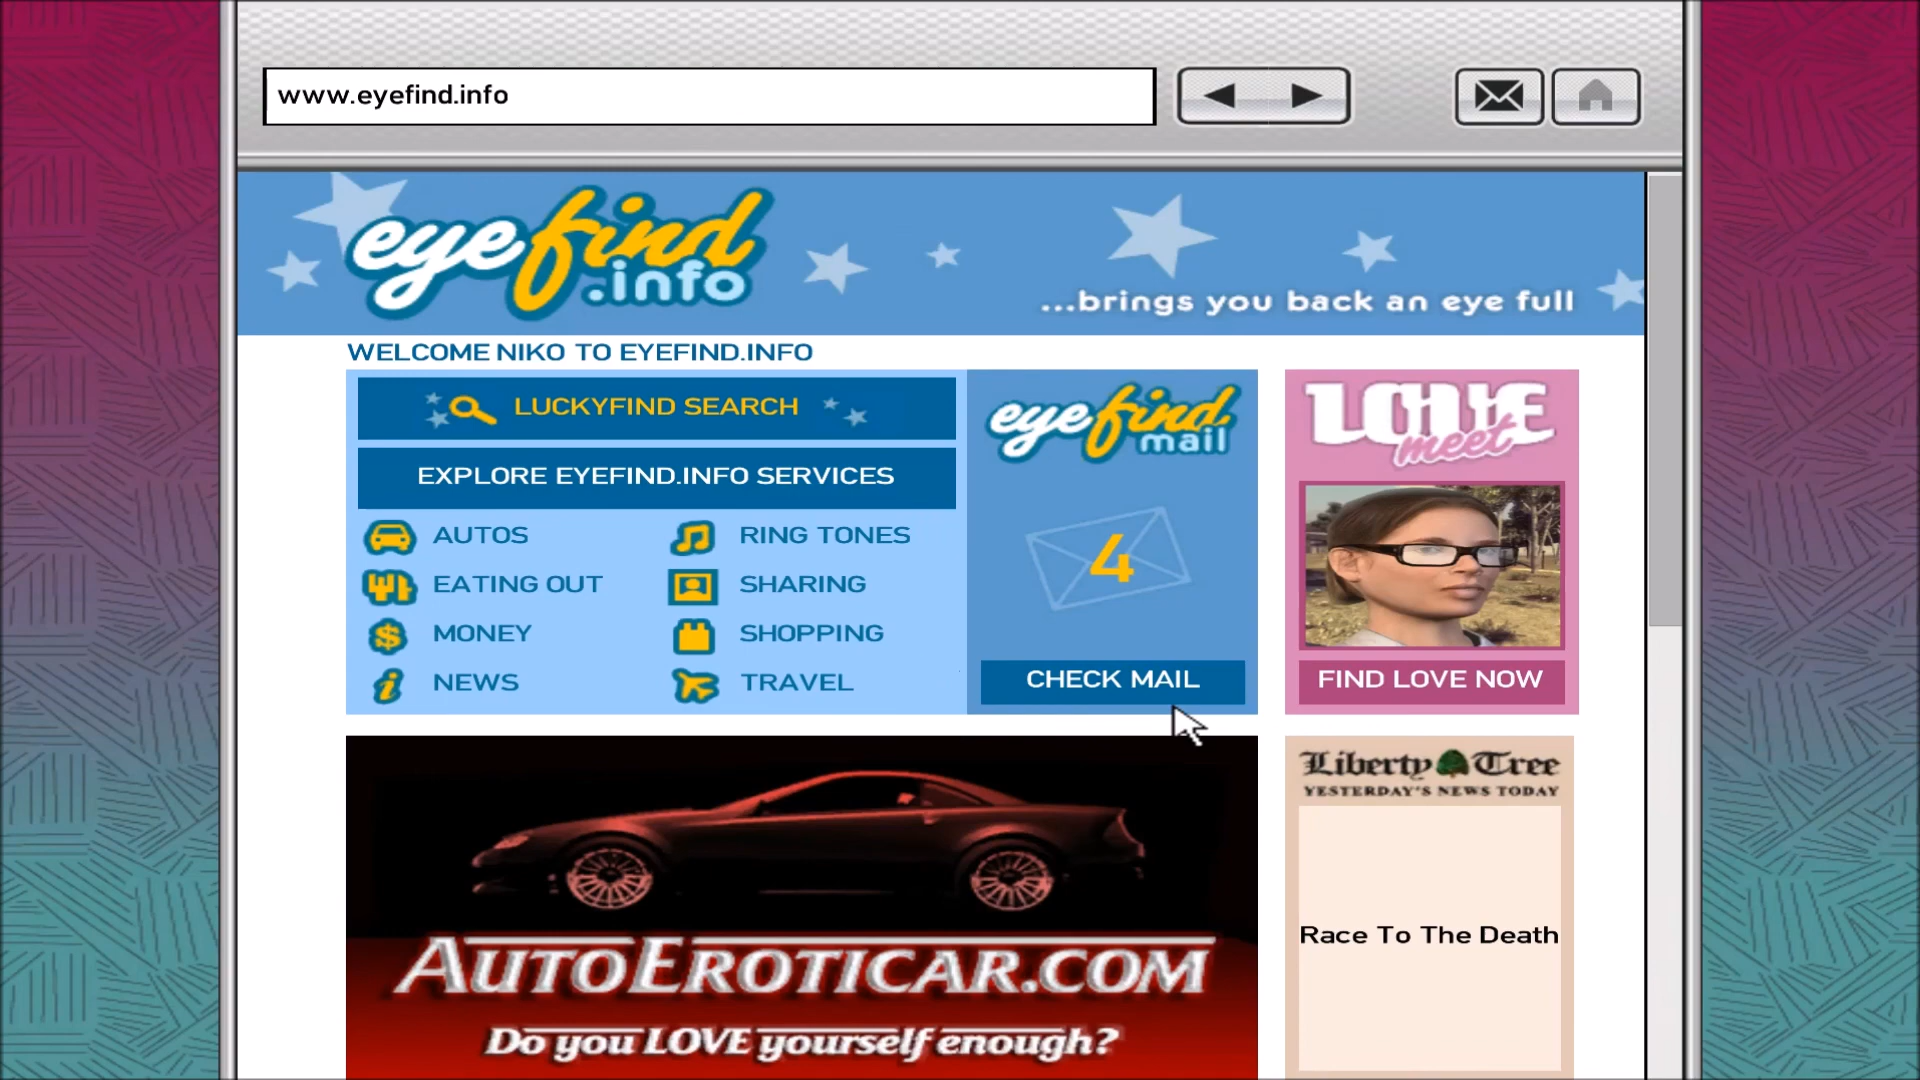 www.eyefind.info
eyefind
.info
...brings you back an eye full
WELCOME NIKO TO EYEFIND.INFO
LUCKYFIND SEARCH
EXPLORE EYEFIND.INFO SERVICES
AUTOS
RING TONES
EATING OUT
SHARING
MONEY
SHOPPING
NEWS
TRAVEL
eyefind
mail
4
CHECK MAIL
LOVE
meet
FIND LOVE NOW
AUTOEROTICAR.COM
Do you LOVE yourself enough?
Liberty Tree
YESTERDAY'S NEWS TODAY
Race To The Death